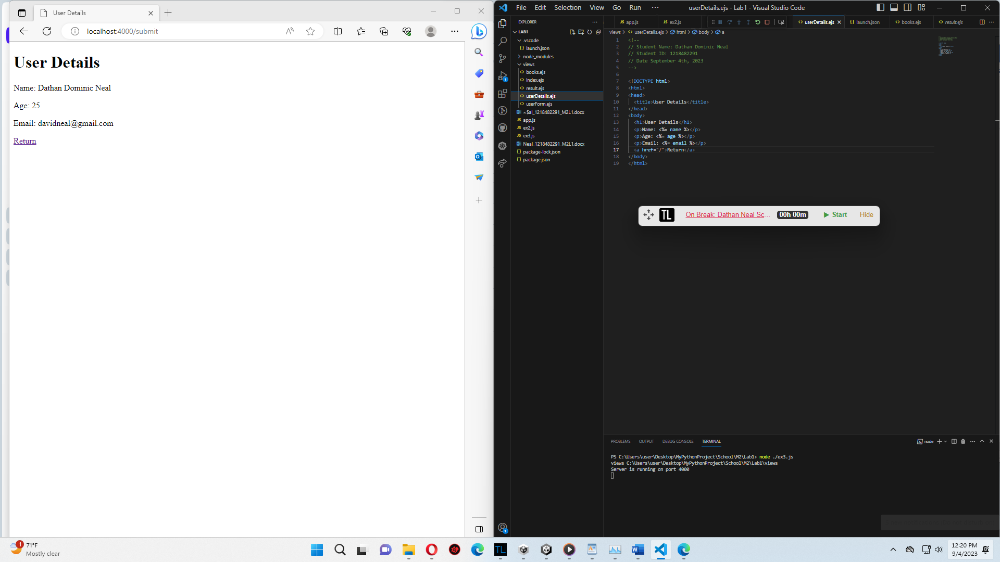 User Details
localhost:4000/submit
User Details
Name: Dathan Dominic Neal
Age: 25
Email: davidneal@gmail.com
Return
File Edit Selection View Go Run ···
userDetails.ejs - Lab1 - Visual Studio Code
EXPLORER
LAB1
.vscode
launch.json
node_modules
views
books.ejs
index.ejs
result.ejs
userDetails.ejs
userForm.ejs
~$al_1218482291_M2L1.docx
app.js
ex2.js
ex3.js
Neal_1218482291_M2L1.docx
package-lock.json
package.json
app.js ex2.js userDetails.ejs launch.json books.ejs result.ejs
views > userDetails.ejs > html > body > a
1 <!--
2 // Student Name: Dathan Dominic Neal
3 // Student ID: 1218482291
4 // Date September 4th, 2023
5 -->
6
7 <!DOCTYPE html>
8 <html>
9 <head>
10 <title>User Details</title>
11 </head>
12 <body>
13 <h1>User Details</h1>
14 <p>Name: <%= name %></p>
15 <p>Age: <%= age %></p>
16 <p>Email: <%= email %></p>
17 <a href="/">Return</a>
18 </body>
19 </html>
TL On Break: Dathan Neal Sc... 00h 00m Start Hide
PROBLEMS OUTPUT DEBUG CONSOLE TERMINAL
node
PS C:\Users\user\Desktop\MyPythonProject\School\M2\Lab1> node ./ex3.js
views C:\Users\user\Desktop\MyPythonProject\School\M2\Lab1\views
Server is running on port 4000
1
71°F
Mostly clear
TL
12:20 PM
9/4/2023